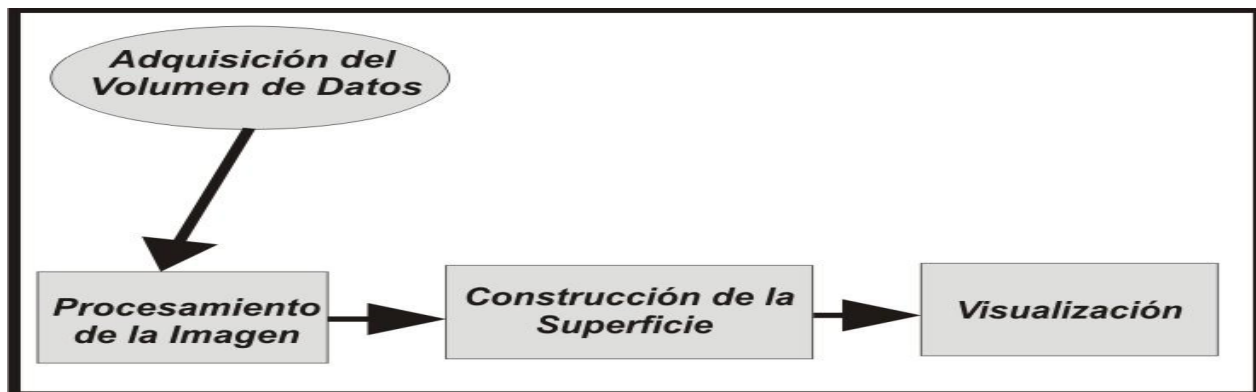 Adquisición del
Volumen de Datos
Procesamiento
de la Imagen
Construcción de la
Superficie
Visualización